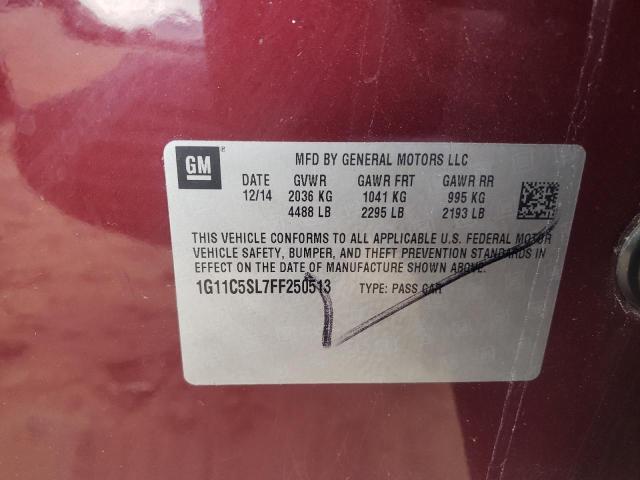 GM
MFD BY GENERAL MOTORS LLC
DATE GVWR GAWR FRT GAWR RR
12/14 2036 KG 1041 KG 995 KG
4488 LB 2295 LB 2193 LB
THIS VEHICLE CONFORMS TO ALL APPLICABLE U.S. FEDERAL MOTOR
VEHICLE SAFETY, BUMPER, AND THEFT PREVENTION STANDARDS IN
EFFECT ON THE DATE OF MANUFACTURE SHOWN ABOVE.
1G11C5SL7FF250513 TYPE: PASS CAR